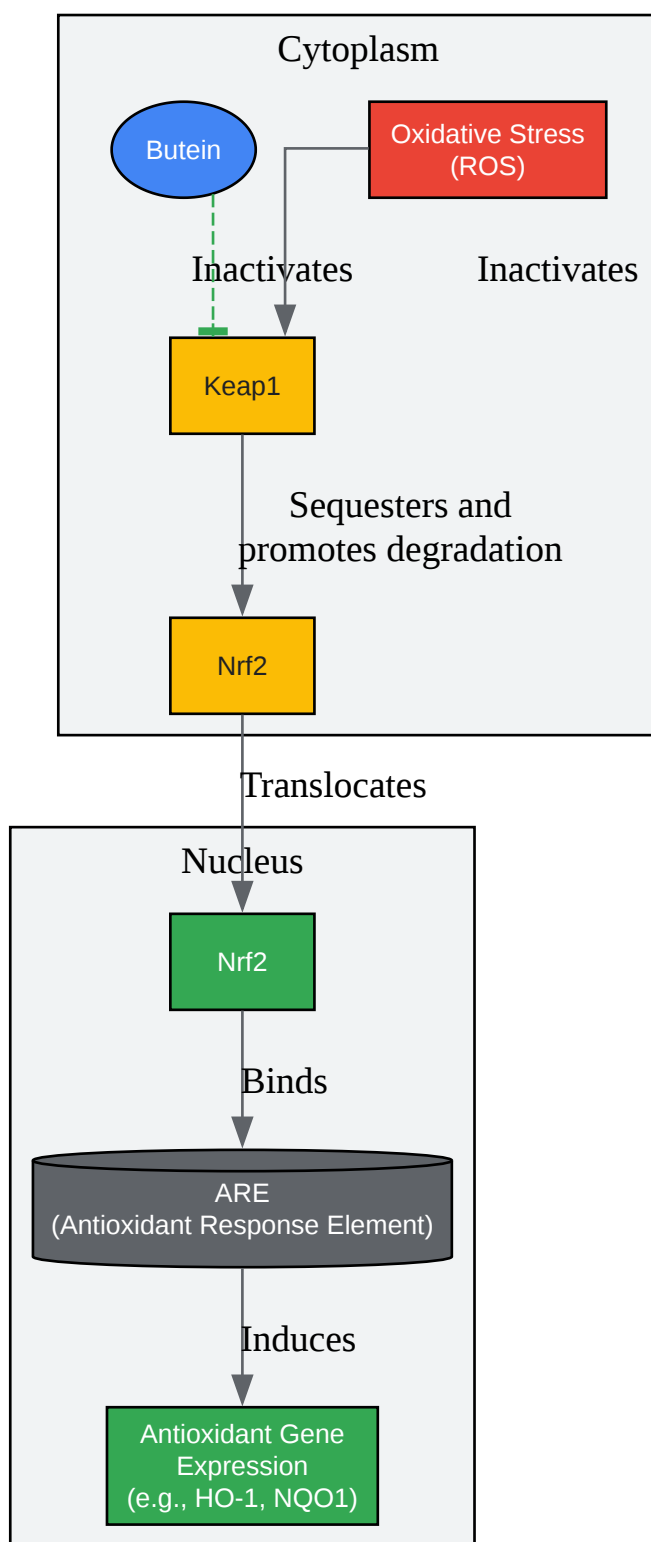 Cytoplasm
Butein
Oxidative Stress
(ROS)
Inactivates
Inactivates
Keap1
Sequesters and
promotes degradation
Nrf2
Translocates
Nucleus
Nrf2
Binds
ARE
(Antioxidant Response Element)
Induces
Antioxidant Gene
Expression
(e.g., HO-1, NQO1)